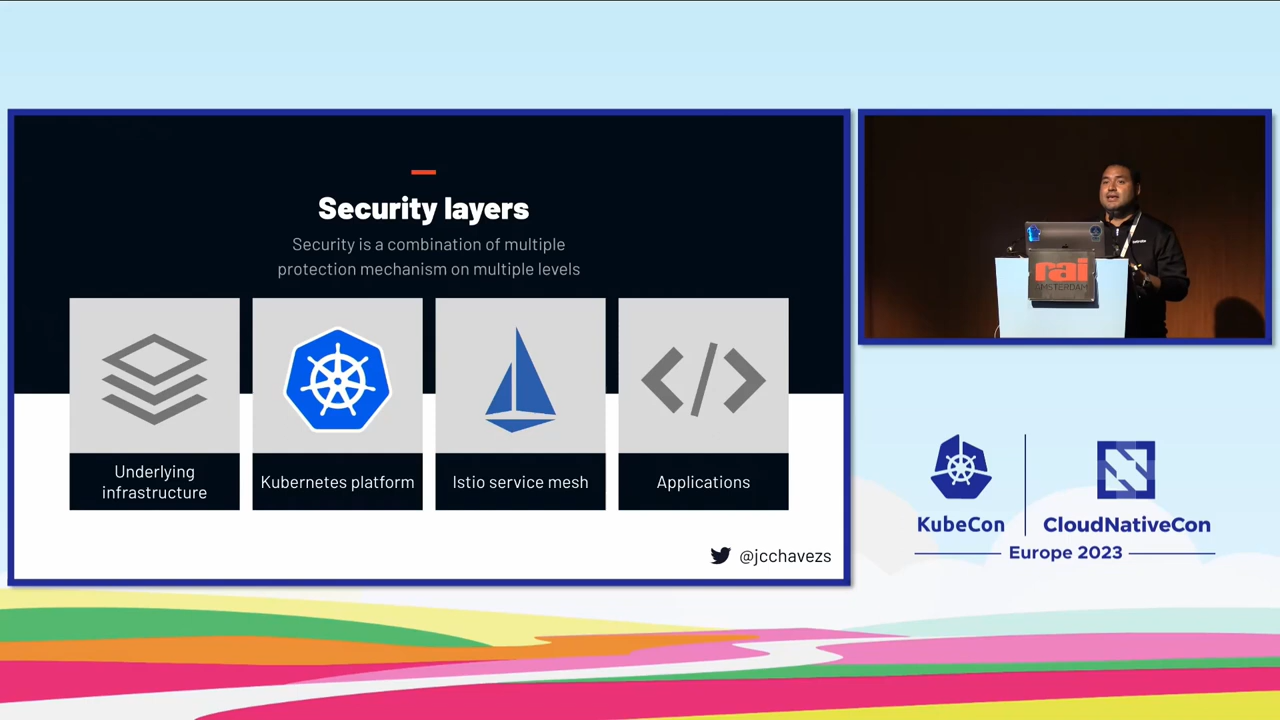 Security layers
Security is a combination of multiple
protection mechanism on multiple levels
Underlying
infrastructure
Kubernetes platform
Istio service mesh
Applications
@jcchavezs
rai
AMSTERDAM
KubeCon
CloudNativeCon
Europe 2023